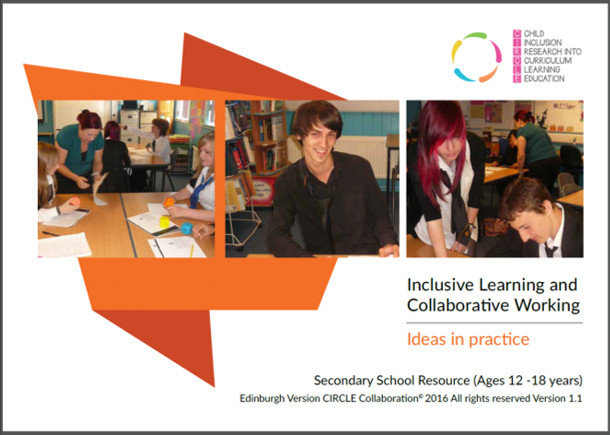 CHILD
INCLUSION
RESEARCH INTO
CURRICULUM
LEARNING
EDUCATION
Inclusive Learning and
Collaborative Working
Ideas in practice
Secondary School Resource (Ages 12 -18 years)
Edinburgh Version CIRCLE Collaboration© 2016 All rights reserved Version 1.1